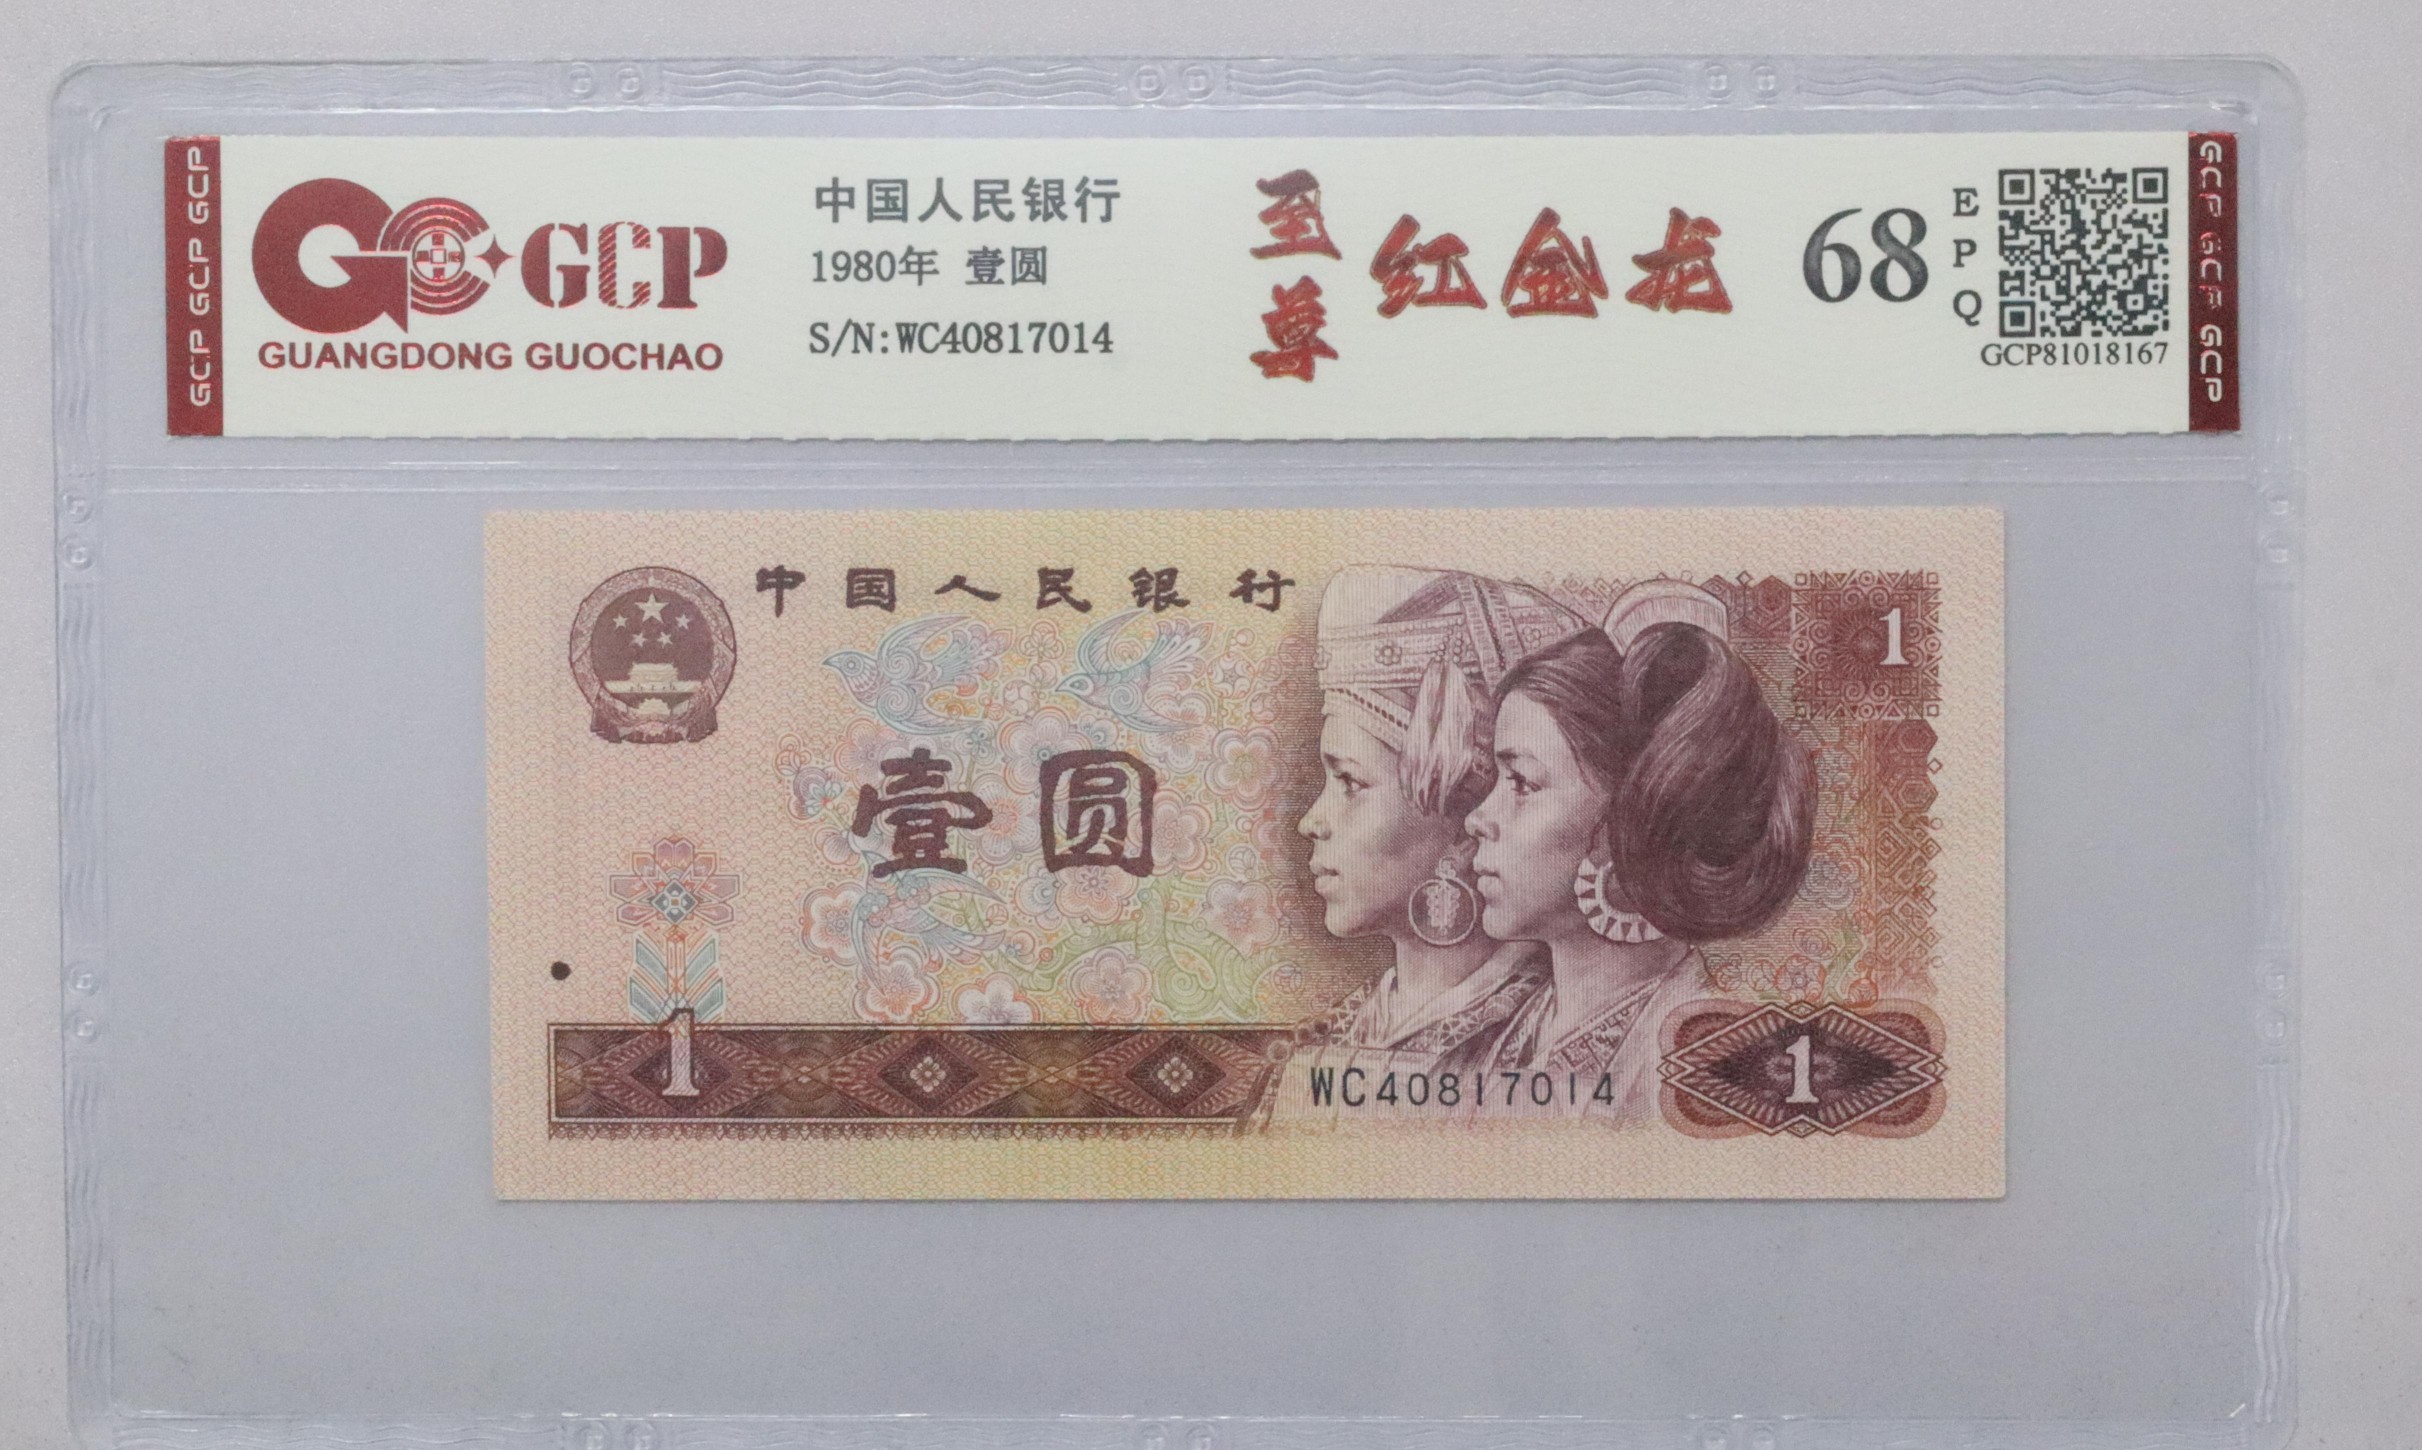 GCP GCP GCP
GCP
GUANGDONG GUOCHAO
中国人民银行
1980年 壹圆
S/N:WC40817014
至尊
红金龙
68
EPQ
GCP81018167
GCP GCP GCP
中国人民银行
1
壹圆
1
WC40817014
1